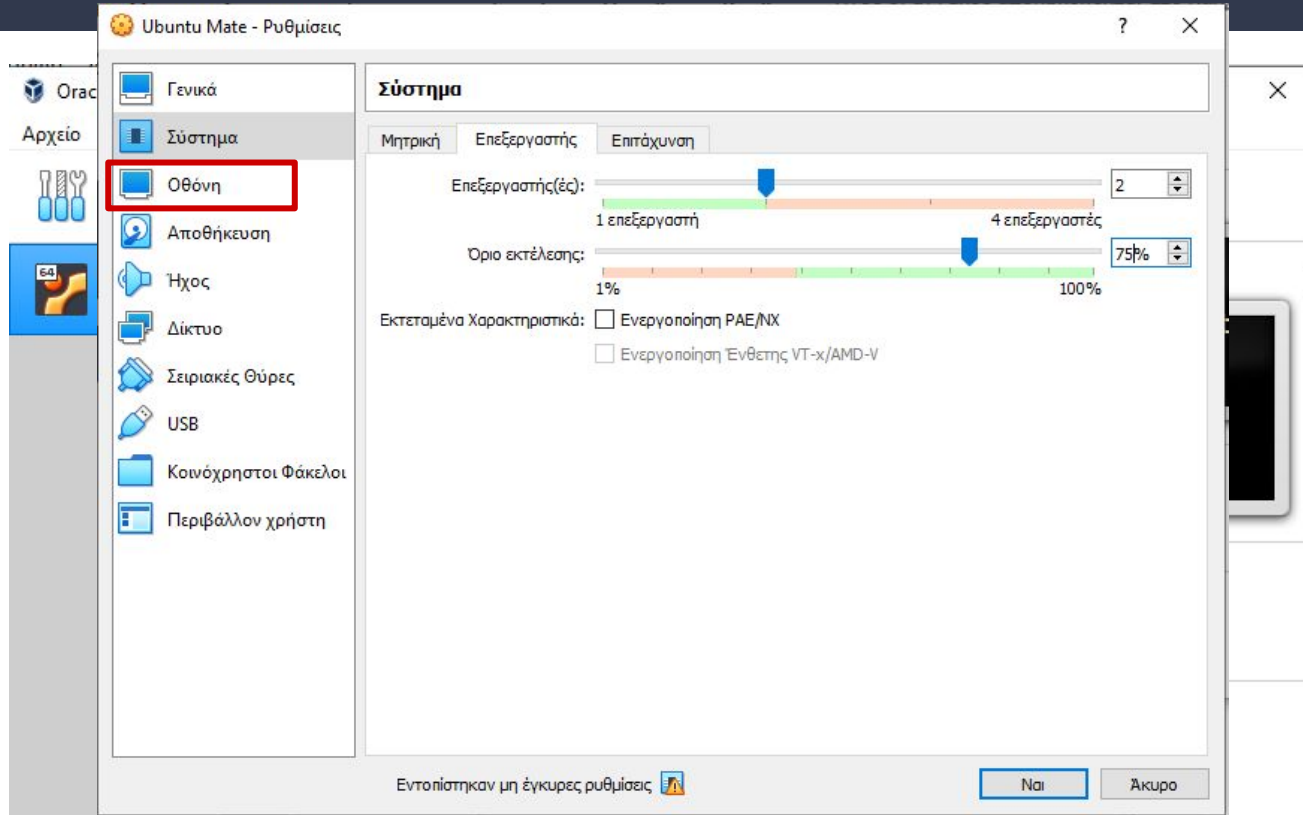 Ubuntu Mate - Ρυθμίσεις
?
Orac
Αρχείο
64
Γενικά
Σύστημα
Οθόνη
Αποθήκευση
Ήχος
Δίκτυο
Σειριακές Θύρες
USB
Κοινόχρηστοι Φάκελοι
Περιβάλλον χρήστη
Σύστημα
Μητρική Επεξεργαστής Επιτάχυνση
Επεξεργαστής(ές): 2
1 επεξεργαστή 4 επεξεργαστές
Όριο εκτέλεσης: 75%
1% 100%
Εκτεταμένα Χαρακτηριστικά: Ενεργοποίηση PAE/NX
Ενεργοποίηση Ένθετης VT-x/AMD-V
Εντοπίστηκαν μη έγκυρες ρυθμίσεις
Ναι Άκυρο